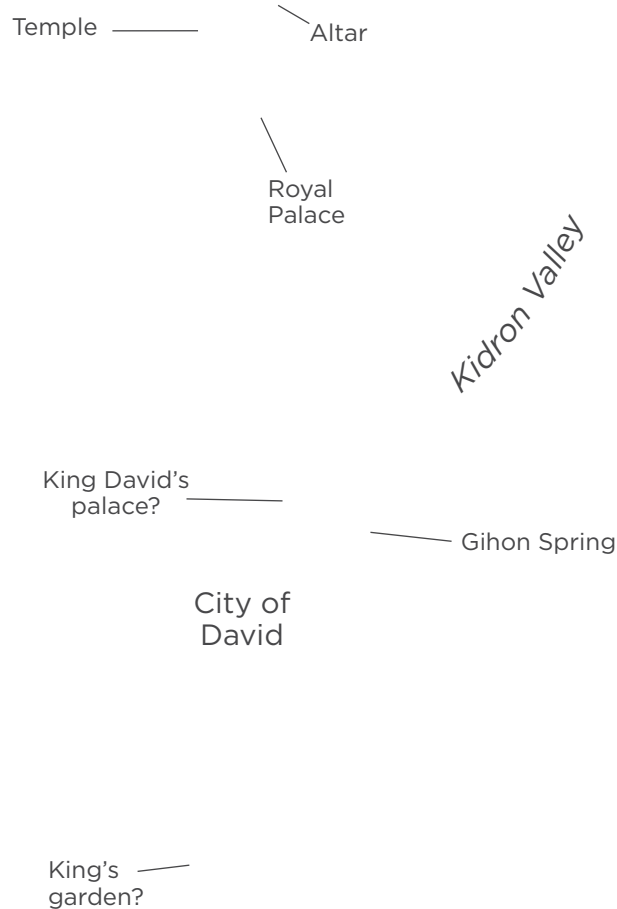 Temple
Altar
Royal
Palace
Kidron Valley
King David’s
palace?
Gihon Spring
City of
David
King’s
garden?